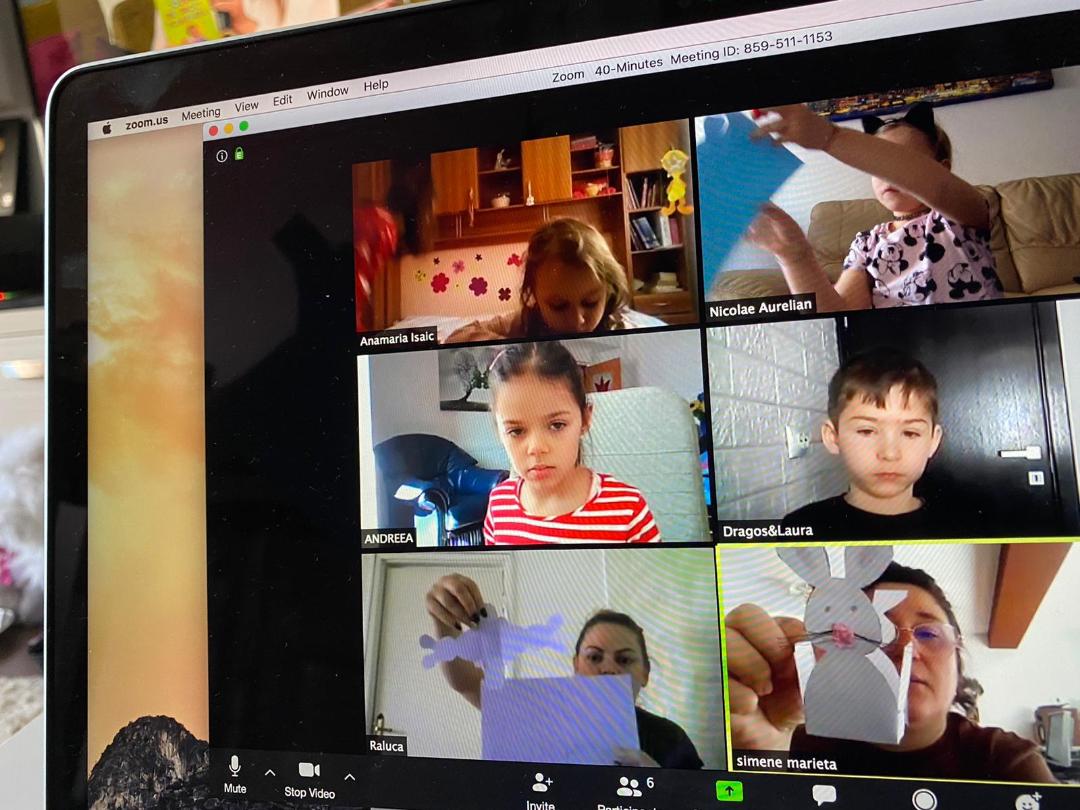 Zoom 40-Minutes Meeting ID: 859-511-1153
zoom.us Meeting View Edit Window Help
Anamaria Isaic
Nicolae Aurelian
ANDREEA
Dragos&Laura
Raluca
simene marieta
Mute
Stop Video
Invite
6